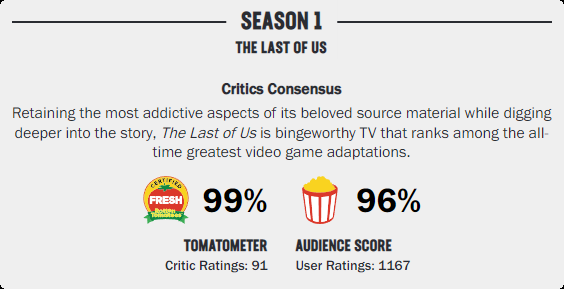 SEASON 1
THE LAST OF US
Critics Consensus
Retaining the most addictive aspects of its beloved source material while digging
deeper into the story, The Last of Us is bingeworthy TV that ranks among the all-
time greatest video game adaptations.
CERTIFIED
FRESH
Rotten
Tomatoes
99%
96%
TOMATOMETER
AUDIENCE SCORE
Critic Ratings: 91
User Ratings: 1167